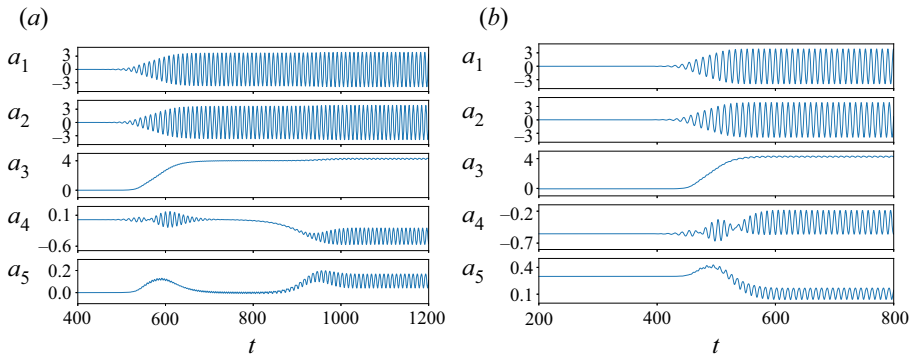 (a) (b)
a1 3 0 −3 a1 3 0 −3
a2 3 0 −3 a2 3 0 −3
a3 4 0 a3 4 0
a4 0.1 −0.6 a4 −0.2 −0.7
a5 0.2 0.0 a5 0.4 0.1
400 600 800 1000 1200 200 400 600 800
t t